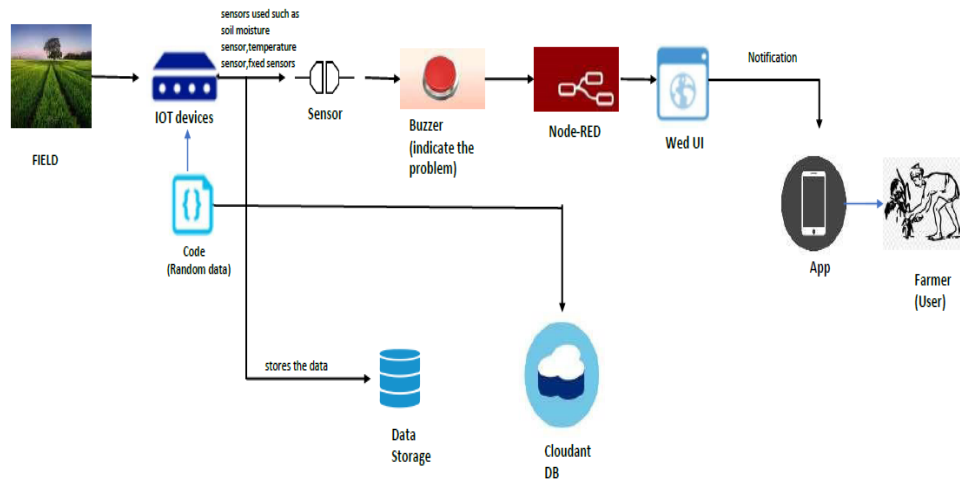 sensors used such as
soil moisture
sensor,temperature
sensor,fxed sensors
Notification
IOT devices
Sensor
Buzzer
(indicate the
problem)
Node-RED
Wed UI
FIELD
{ }
Code
(Random data)
App
Farmer
(User)
stores the data
Data
Storage
Cloudant
DB